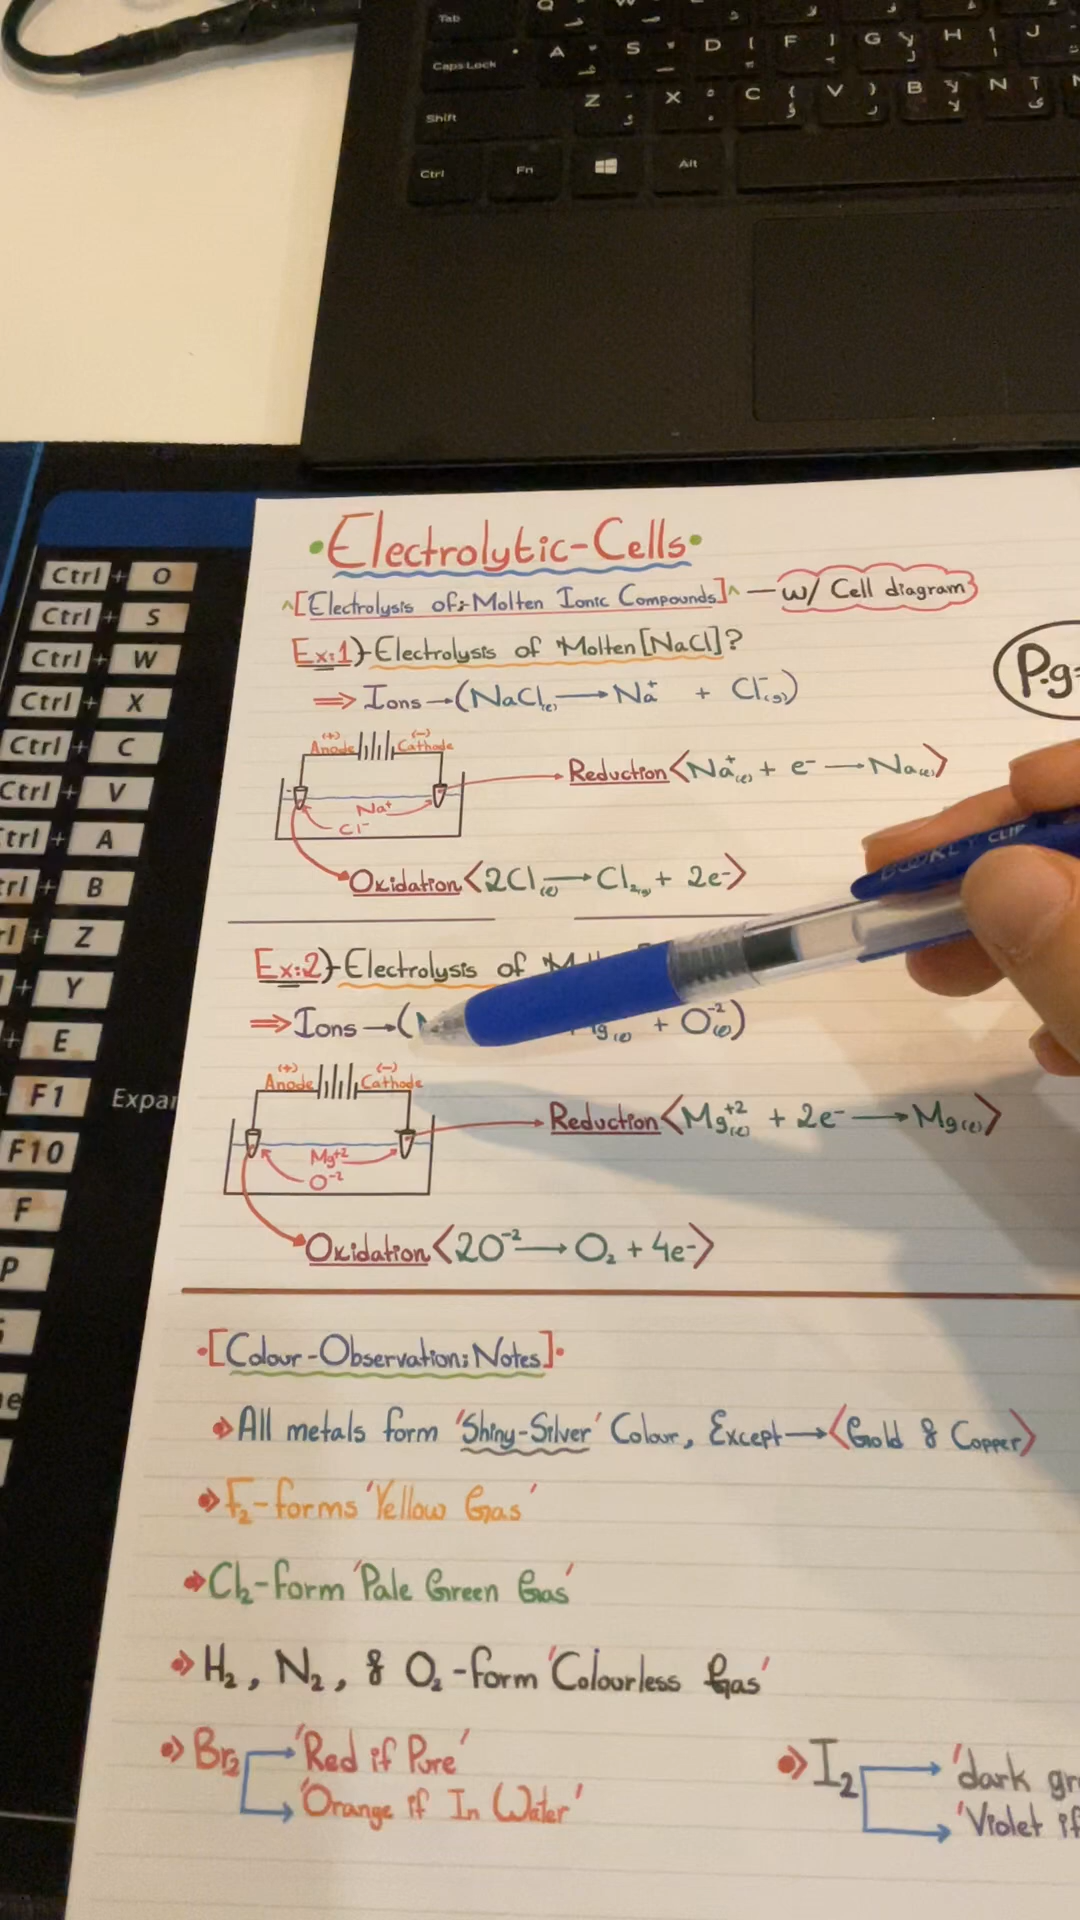 Tab Q W
Caps Lock A S D F G H J
Shift Z X C V B N
Ctrl Fn Alt
Ctrl + O
Ctrl + S
Ctrl + W
Ctrl + X
Ctrl + C
Ctrl + V
Ctrl + A
B
Z
+ Y
+ E
F1
F10
F
P
•Electrolytic-Cells•
^[Electrolysis of:- Molten Ionic Compounds]^ — w/ Cell diagram
Ex:1)- Electrolysis of Molten [NaCl]?
P.g
⇒ Ions → (NaCl(ℓ) → Na⁺ + Cl⁻(g))
(+) (-)
Anode Cathode
Reduction <Na⁺(ℓ) + e⁻ → Na(ℓ)>
Na⁺
Cl⁻
Oxidation <2Cl(ℓ) → Cl₂(g) + 2e->
BOOKLY CLIP
Ex:2)- Electrolysis of
⇒ Ions → ( + O⁻²(ℓ))
(+) (-)
Anode Cathode
Reduction <Mg⁺²(ℓ) + 2e⁻ → Mg(ℓ)>
Mg⁺²
O⁻²
Oxidation <2O⁻² → O₂ + 4e->
•[Colour-Observation: Notes]•
All metals form 'Shiny-Silver' Colour, Except → <Gold & Copper>
F₂-forms 'Yellow Gas'
Cl₂-form 'Pale Green Gas'
H₂, N₂, & O₂-form 'Colourless Gas'
Br₂ → 'Red if Pure'
→ 'Orange if In Water'
I₂ → 'dark
→ 'Violet if